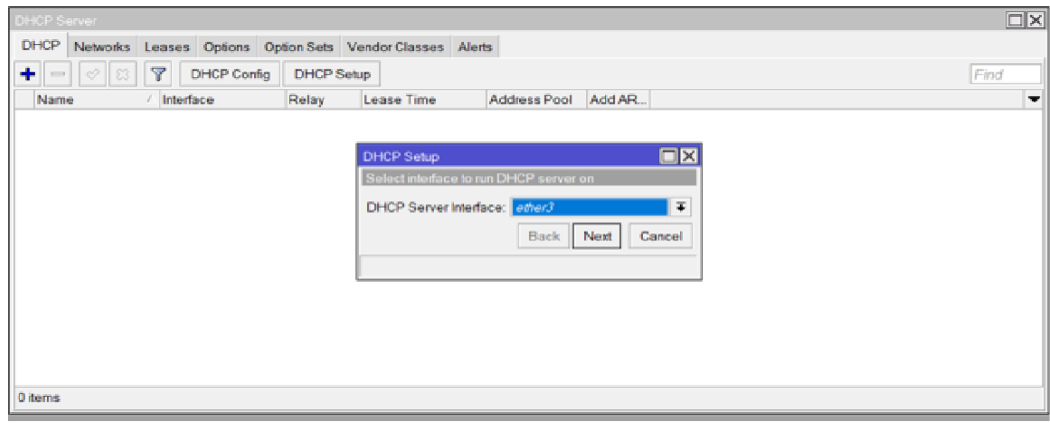 DHCP Server
DHCP Networks Leases Options Option Sets Vendor Classes Alerts
DHCP Config DHCP Setup Find
Name Interface Relay Lease Time Address Pool Add AR...
DHCP Setup
Select interface to run DHCP server on
DHCP Server Interface: ether3
Back Next Cancel
0 items